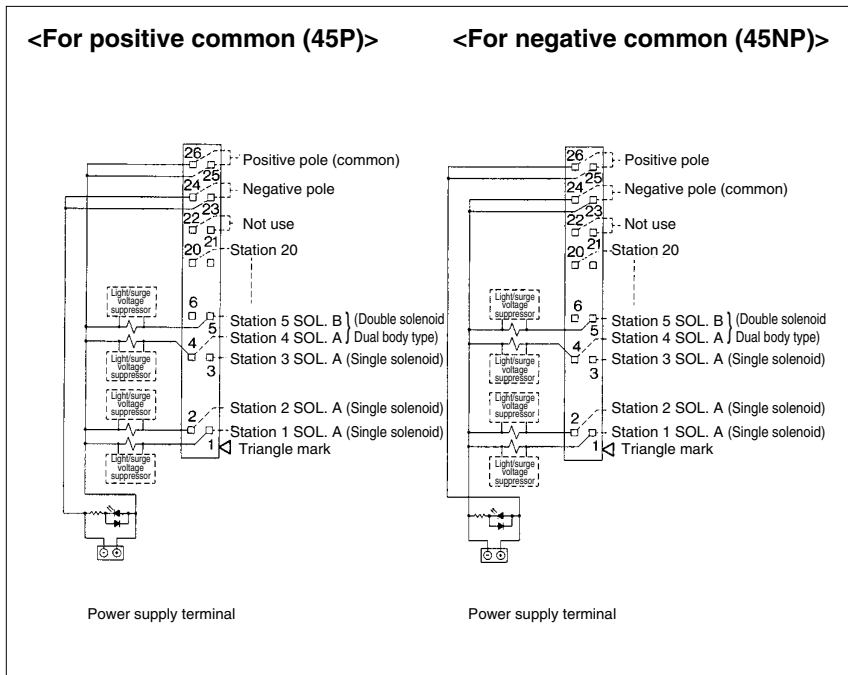 <For positive common (45P)>
26
Positive pole (common)
25
24
Negative pole
23
22
Not use
21
20
Station 20
Light/surge
voltage
suppressor
6
Station 5 SOL. B
(Double solenoid
5
4
Station 4 SOL. A
Dual body type)
Station 3 SOL. A (Single solenoid)
3
Light/surge
voltage
suppressor
Light/surge
voltage
suppressor
2
Station 2 SOL. A (Single solenoid)
Station 1 SOL. A (Single solenoid)
1
Triangle mark
Light/surge
voltage
suppressor
Power supply terminal
<For negative common (45NP)>
26
Positive pole
25
24
Negative pole (common)
23
22
Not use
21
20
Station 20
Light/surge
voltage
suppressor
6
Station 5 SOL. B
(Double solenoid
5
4
Station 4 SOL. A
Dual body type)
Station 3 SOL. A (Single solenoid)
3
Light/surge
voltage
suppressor
Light/surge
voltage
suppressor
2
Station 2 SOL. A (Single solenoid)
Station 1 SOL. A (Single solenoid)
1
Triangle mark
Light/surge
voltage
suppressor
Power supply terminal